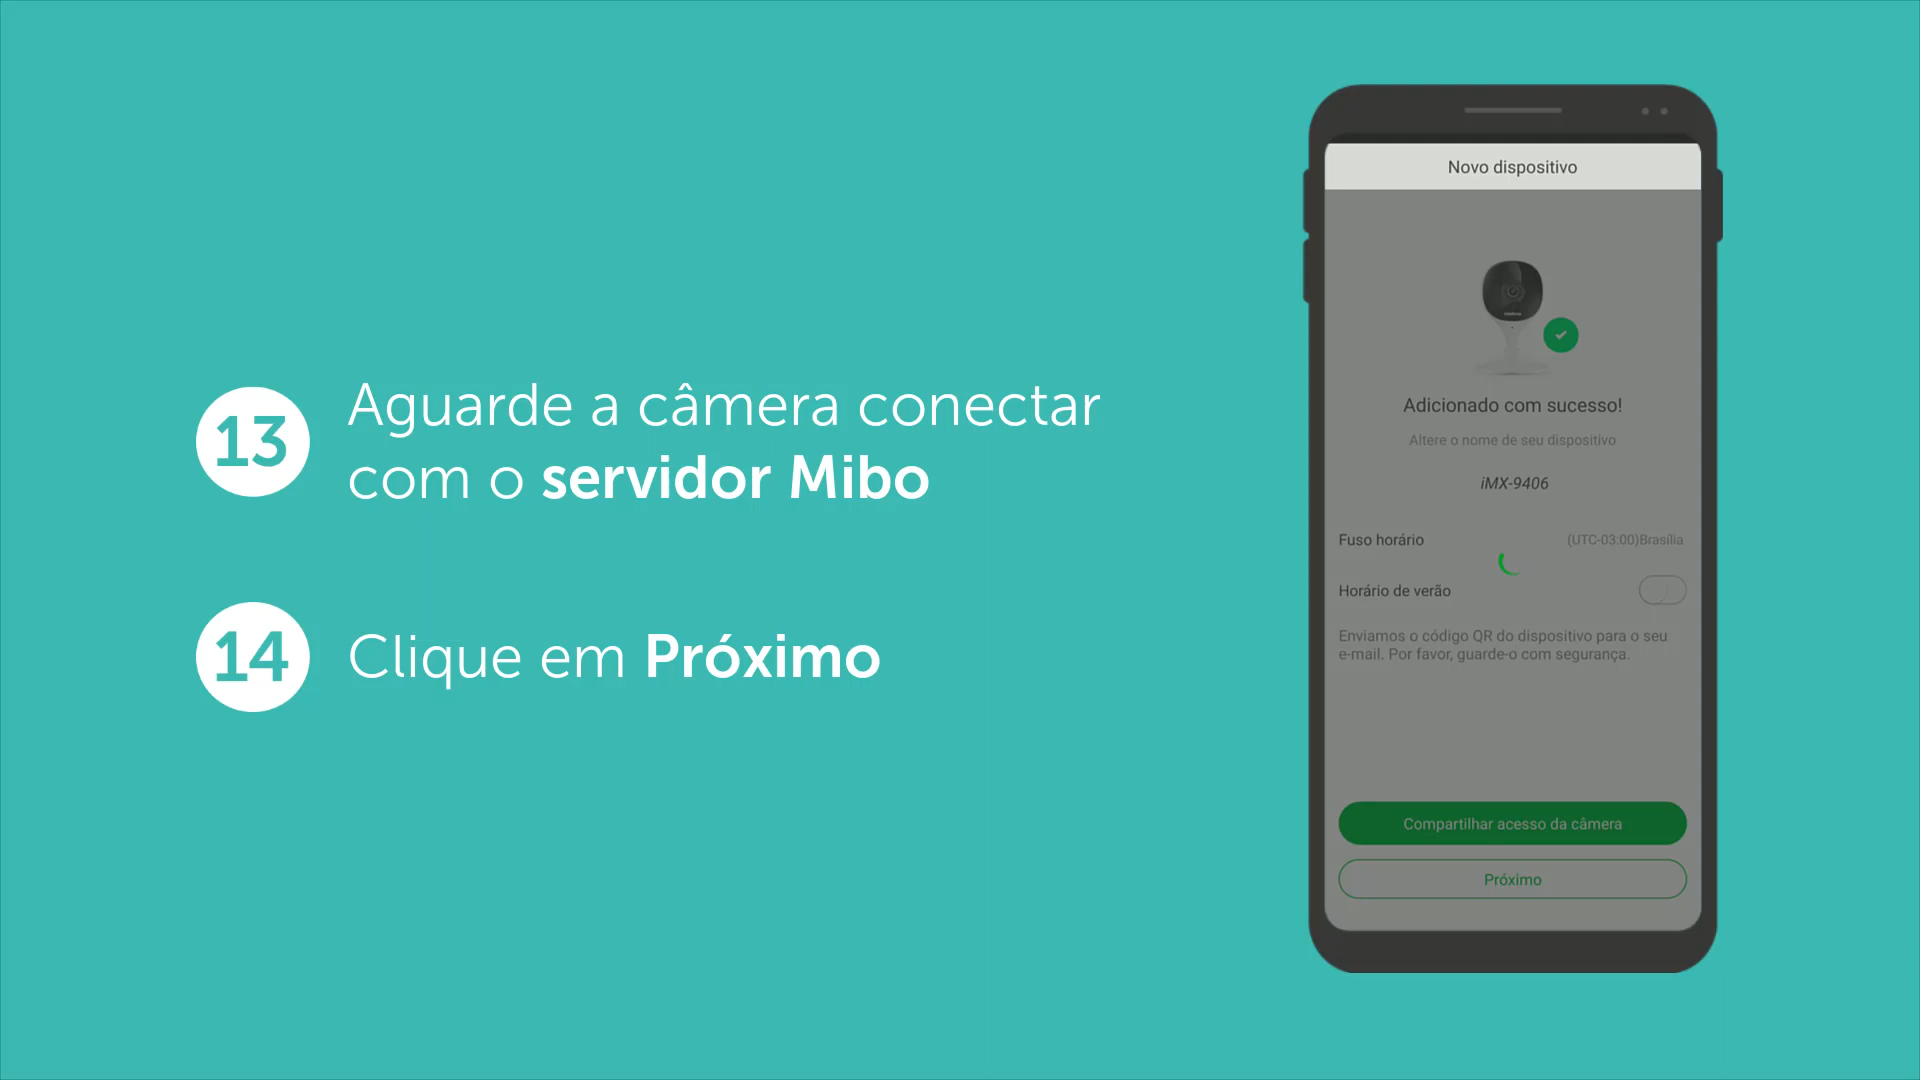 13
Aguarde a câmera conectar
com o servidor Mibo
14
Clique em Próximo
Novo dispositivo
Adicionado com sucesso!
Altere o nome de seu dispositivo
iMX-9406
Fuso horário
(UTC-03:00)Brasília
Horário de verão
Enviamos o código QR do dispositivo para o seu
e-mail. Por favor, guarde-o com segurança.
Compartilhar acesso da câmera
Próximo